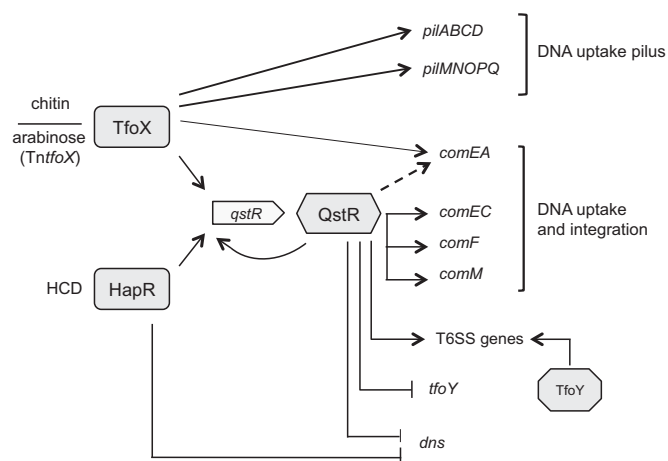 pilABCD
pilMNOPQ
DNA uptake pilus
chitin
arabinose
(TntfoX)
TfoX
comEA
qstR
QstR
comEC
comF
comM
DNA uptake
and integration
HCD
HapR
T6SS genes
TfoY
tfoY
dns